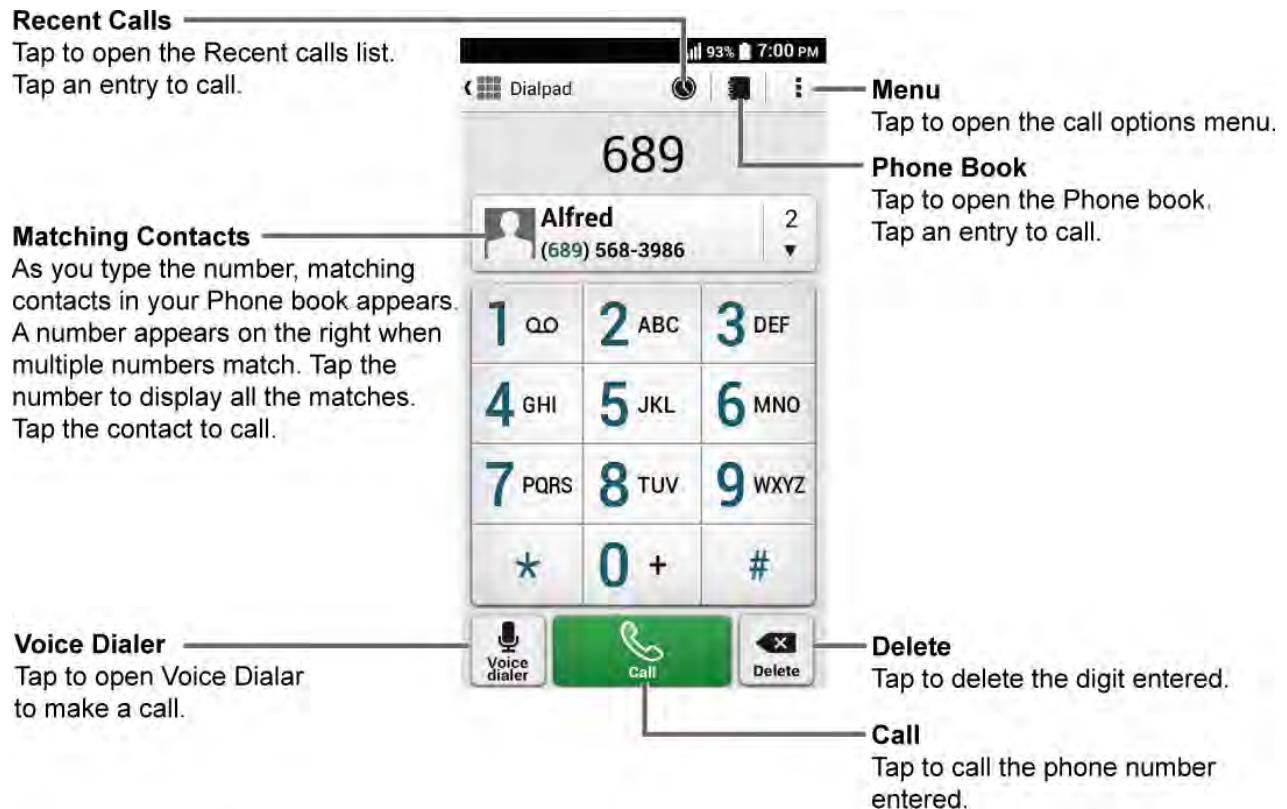 Recent Calls
Tap to open the Recent calls list.
Tap an entry to call.
93% 7:00 PM
Dialpad
Menu
Tap to open the call options menu.
689
Phone Book
Tap to open the Phone book.
Tap an entry to call.
Alfred
2
(689) 568-3986
Matching Contacts
As you type the number, matching
contacts in your Phone book appears.
A number appears on the right when
multiple numbers match. Tap the
number to display all the matches.
Tap the contact to call.
1 2 ABC 3 DEF
4 GHI 5 JKL 6 MNO
7 PQRS 8 TUV 9 WXYZ
* 0 + #
Voice Dialer
Tap to open Voice Dialar
to make a call.
Voice
dialer
Call
Delete
Delete
Tap to delete the digit entered.
Call
Tap to call the phone number
entered.